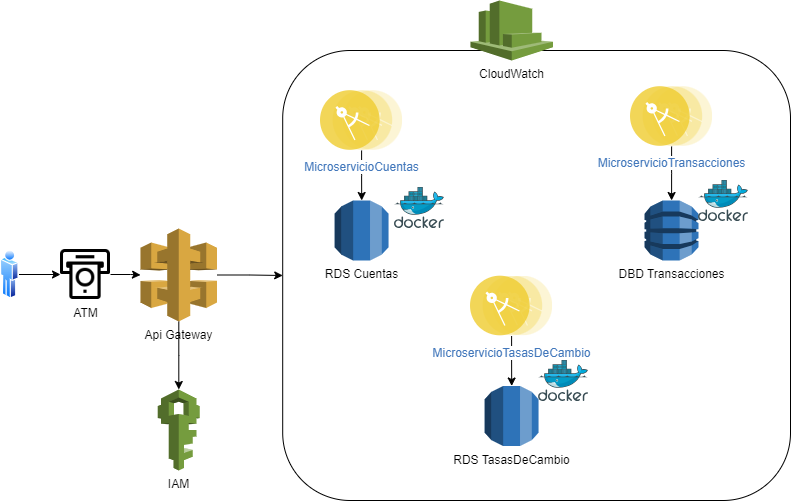 CloudWatch
MicroservicioCuentas
MicroservicioTransacciones
docker
docker
RDS Cuentas
DBD Transacciones
ATM
Api Gateway
MicroservicioTasasDeCambio
docker
RDS TasasDeCambio
IAM